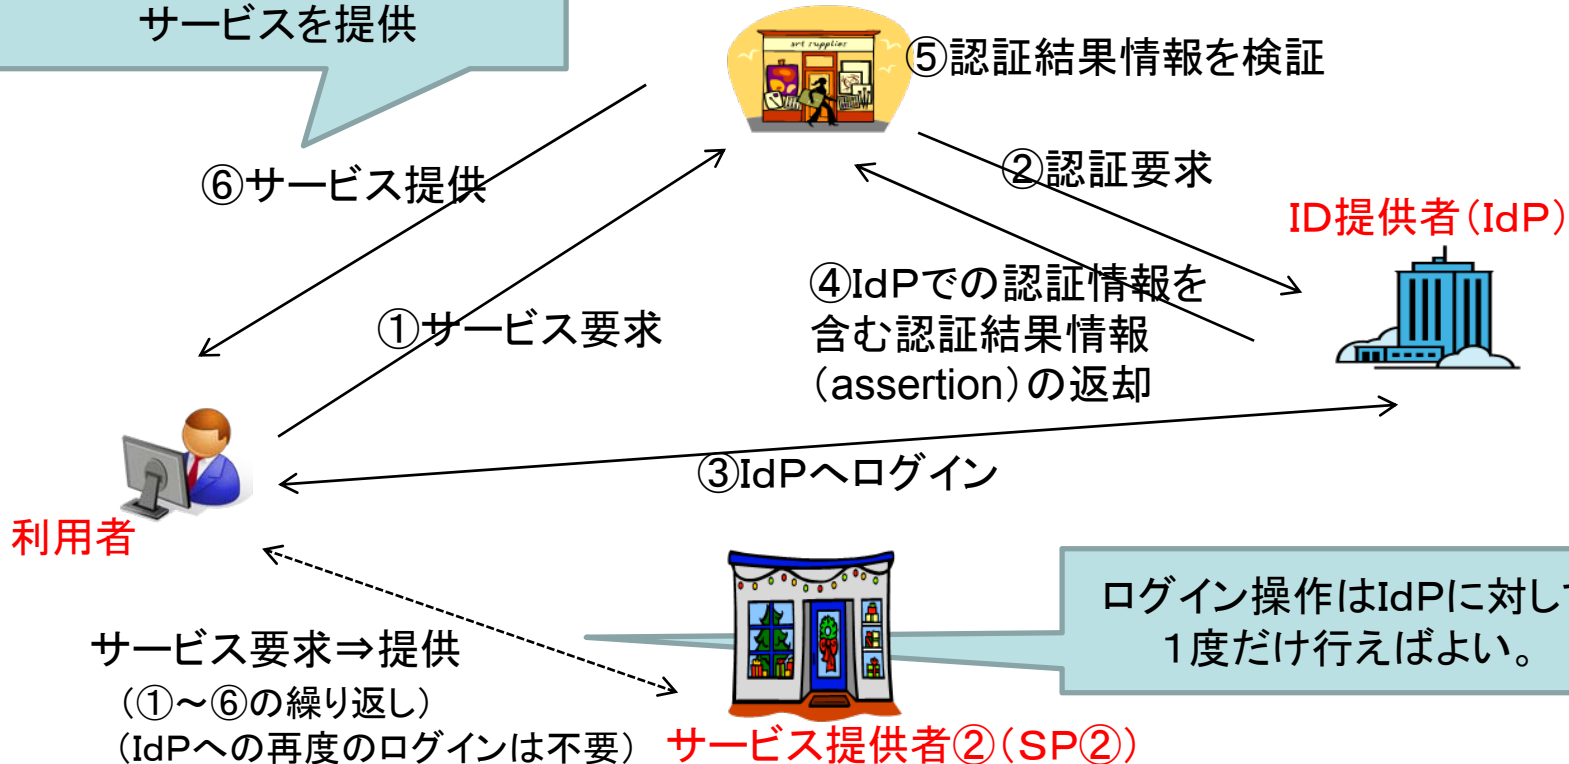 サービスを提供
art supplies
⑤認証結果情報を検証
②認証要求
⑥サービス提供
ID提供者（IdP）
④IdPでの認証情報を
含む認証結果情報
（assertion）の返却
①サービス要求
③IdPへログイン
利用者
ログイン操作はIdPに対して
１度だけ行えばよい。
サービス要求⇒提供
（①～⑥の繰り返し）
（IdPへの再度のログインは不要）
サービス提供者②（SP②）